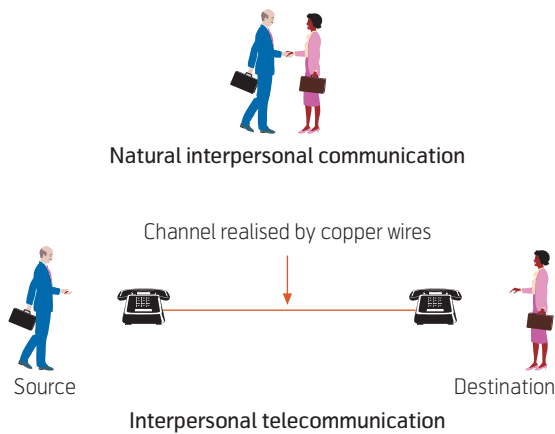 Natural interpersonal communication
Channel realised by copper wires
Source
Destination
Interpersonal telecommunication